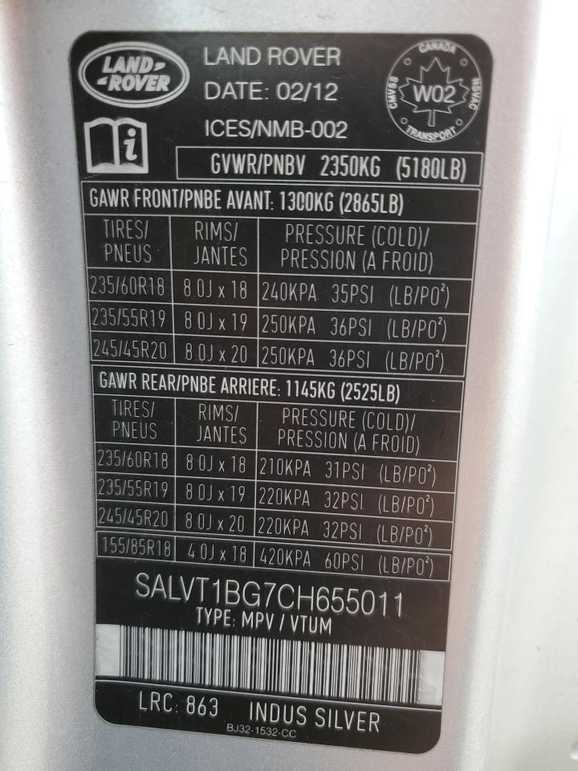 LAND-
-ROVER
LAND ROVER
DATE: 02/12
ICES/NMB-002
CANADA
W02
TRANSPORT
GVWR/PNBV 2350KG (5180LB)
GAWR FRONT/PNBE AVANT: 1300KG (2865LB)
TIRES/ PNEUS RIMS/ JANTES PRESSURE (COLD)/ PRESSION (A FROID)
235/60R18 8.0J x 18 240KPA 35PSI (LB/PO²)
235/55R19 8.0J x 19 250KPA 36PSI (LB/PO²)
245/45R20 8.0J x 20 250KPA 36PSI (LB/PO²)
GAWR REAR/PNBE ARRIERE: 1145KG (2525LB)
TIRES/ PNEUS RIMS/ JANTES PRESSURE (COLD)/ PRESSION (A FROID)
235/60R18 8.0J x 18 210KPA 31PSI (LB/PO²)
235/55R19 8.0J x 19 220KPA 32PSI (LB/PO²)
245/45R20 8.0J x 20 220KPA 32PSI (LB/PO²)
155/85R18 4.0J x 18 420KPA 60PSI (LB/PO²)
SALVT1BG7CH655011
TYPE: MPV / VTUM
LRC: 863 INDUS SILVER
BJ32-1532-CC